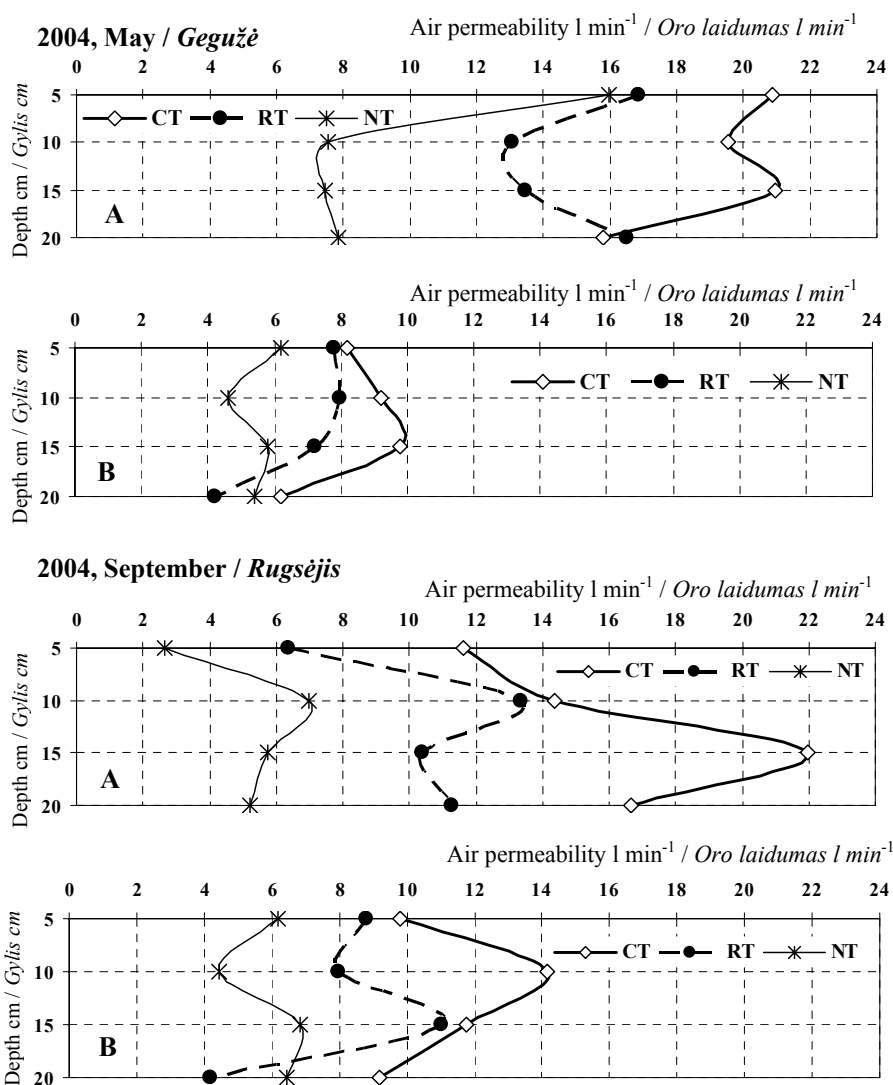 2004, May / Gegužė
Air permeability l min-1 / Oro laidumas l min-1
0 2 4 6 8 10 12 14 16 18 20 22 24
5
CT RT NT
10
15
A
20
Depth cm / Gylis cm
Air permeability l min-1 / Oro laidumas l min-1
0 2 4 6 8 10 12 14 16 18 20 22 24
5
CT RT NT
10
15
B
20
Depth cm / Gylis cm
2004, September / Rugsėjis
Air permeability l min-1 / Oro laidumas l min-1
0 2 4 6 8 10 12 14 16 18 20 22 24
5
CT RT NT
10
15
A
20
Depth cm / Gylis cm
Air permeability l min-1 / Oro laidumas l min-1
0 2 4 6 8 10 12 14 16 18 20 22 24
5
CT RT NT
10
15
B
20
Depth cm / Gylis cm